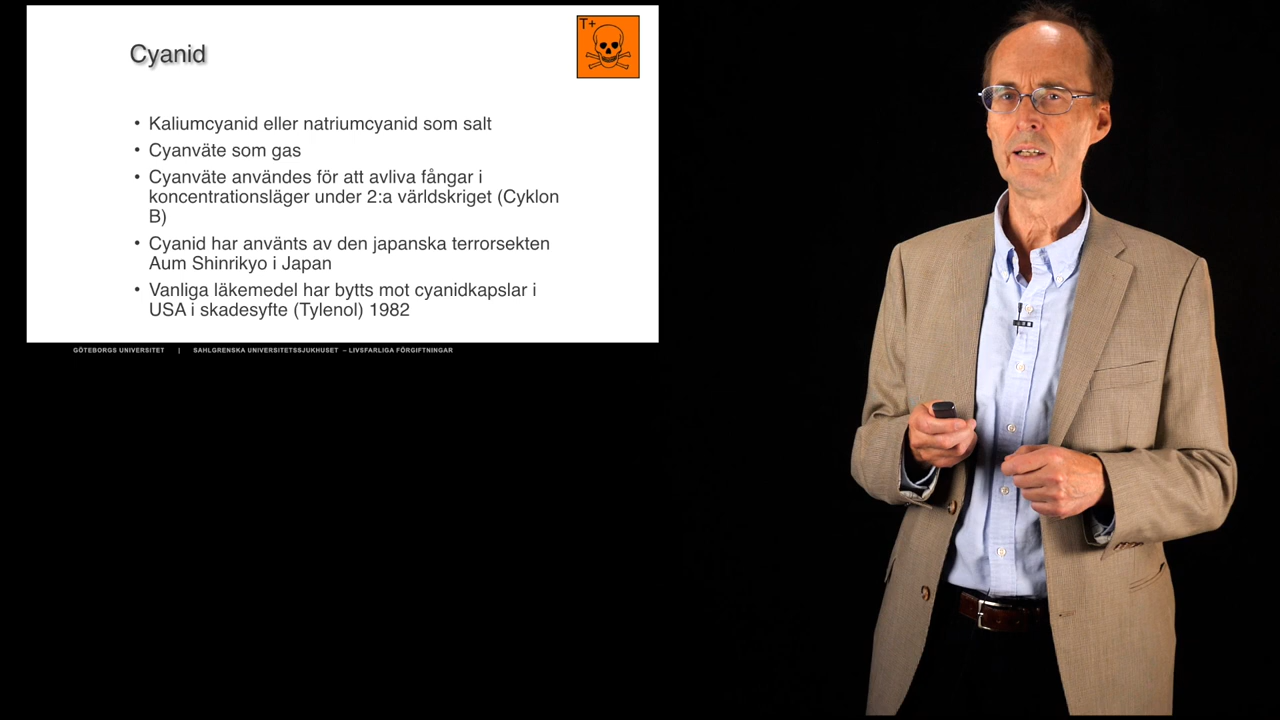 T+
Cyanid
• Kaliumcyanid eller natriumcyanid som salt
• Cyanväte som gas
• Cyanväte användes för att avliva fångar i
koncentrationsläger under 2:a världskriget (Cyklon
B)
• Cyanid har använts av den japanska terrorsekten
Aum Shinrikyo i Japan
• Vanliga läkemedel har bytts mot cyanidkapslar i
USA i skadesyfte (Tylenol) 1982
GÖTEBORGS UNIVERSITET | SAHLGRENSKA UNIVERSITETSSJUKHUSET – LIVSFARLIGA FÖRGIFTNINGAR